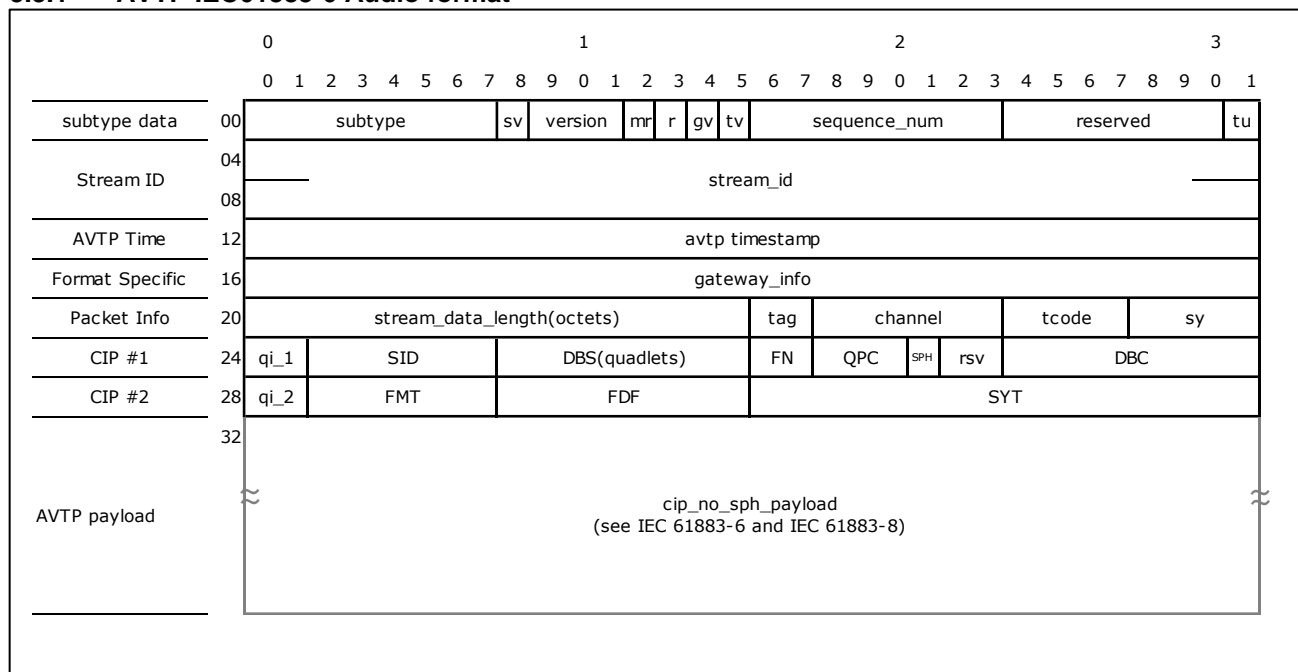 0 1 2 3
0 1 2 3 4 5 6 7 8 9 0 1 2 3 4 5 6 7 8 9 0 1 2 3 4 5 6 7 8 9 0 1
subtype data 00 subtype sv version mr r gv tv sequence_num reserved tu
04
Stream ID stream_id
08
AVTP Time 12 avtp timestamp
Format Specific 16 gateway_info
Packet Info 20 stream_data_length(octets) tag channel tcode sy
CIP #1 24 qi_1 SID DBS(quadlets) FN QPC SPH rsv DBC
CIP #2 28 qi_2 FMT FDF SYT
32
AVTP payload cip_no_sph_payload
(see IEC 61883-6 and IEC 61883-8)